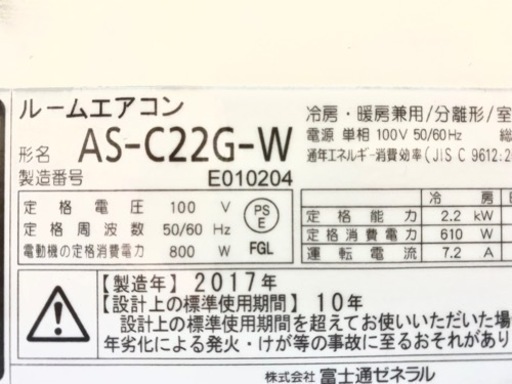 ルームエアコン
形名 AS-C22G-W
製造番号 E010204
冷房・暖房兼用/分離形/室
電源 単相 100V 50/60Hz 総
通年エネルギー消費効率(JIS C 9612:2
定格電圧 100 V
定格周波数 50/60 Hz
電動機の定格消費電力 800 W
PS
E
FGL
冷房
定格能力 2.2 kW
定格消費電力 610 W
運転電流 7.2 A
【製造年】2017年
【設計上の標準使用期間】10年
設計上の標準使用期間を超えてお使いいただいた場
年劣化による発火・けが等の事故に至るおそれがあり
株式会社 富士通ゼネラル